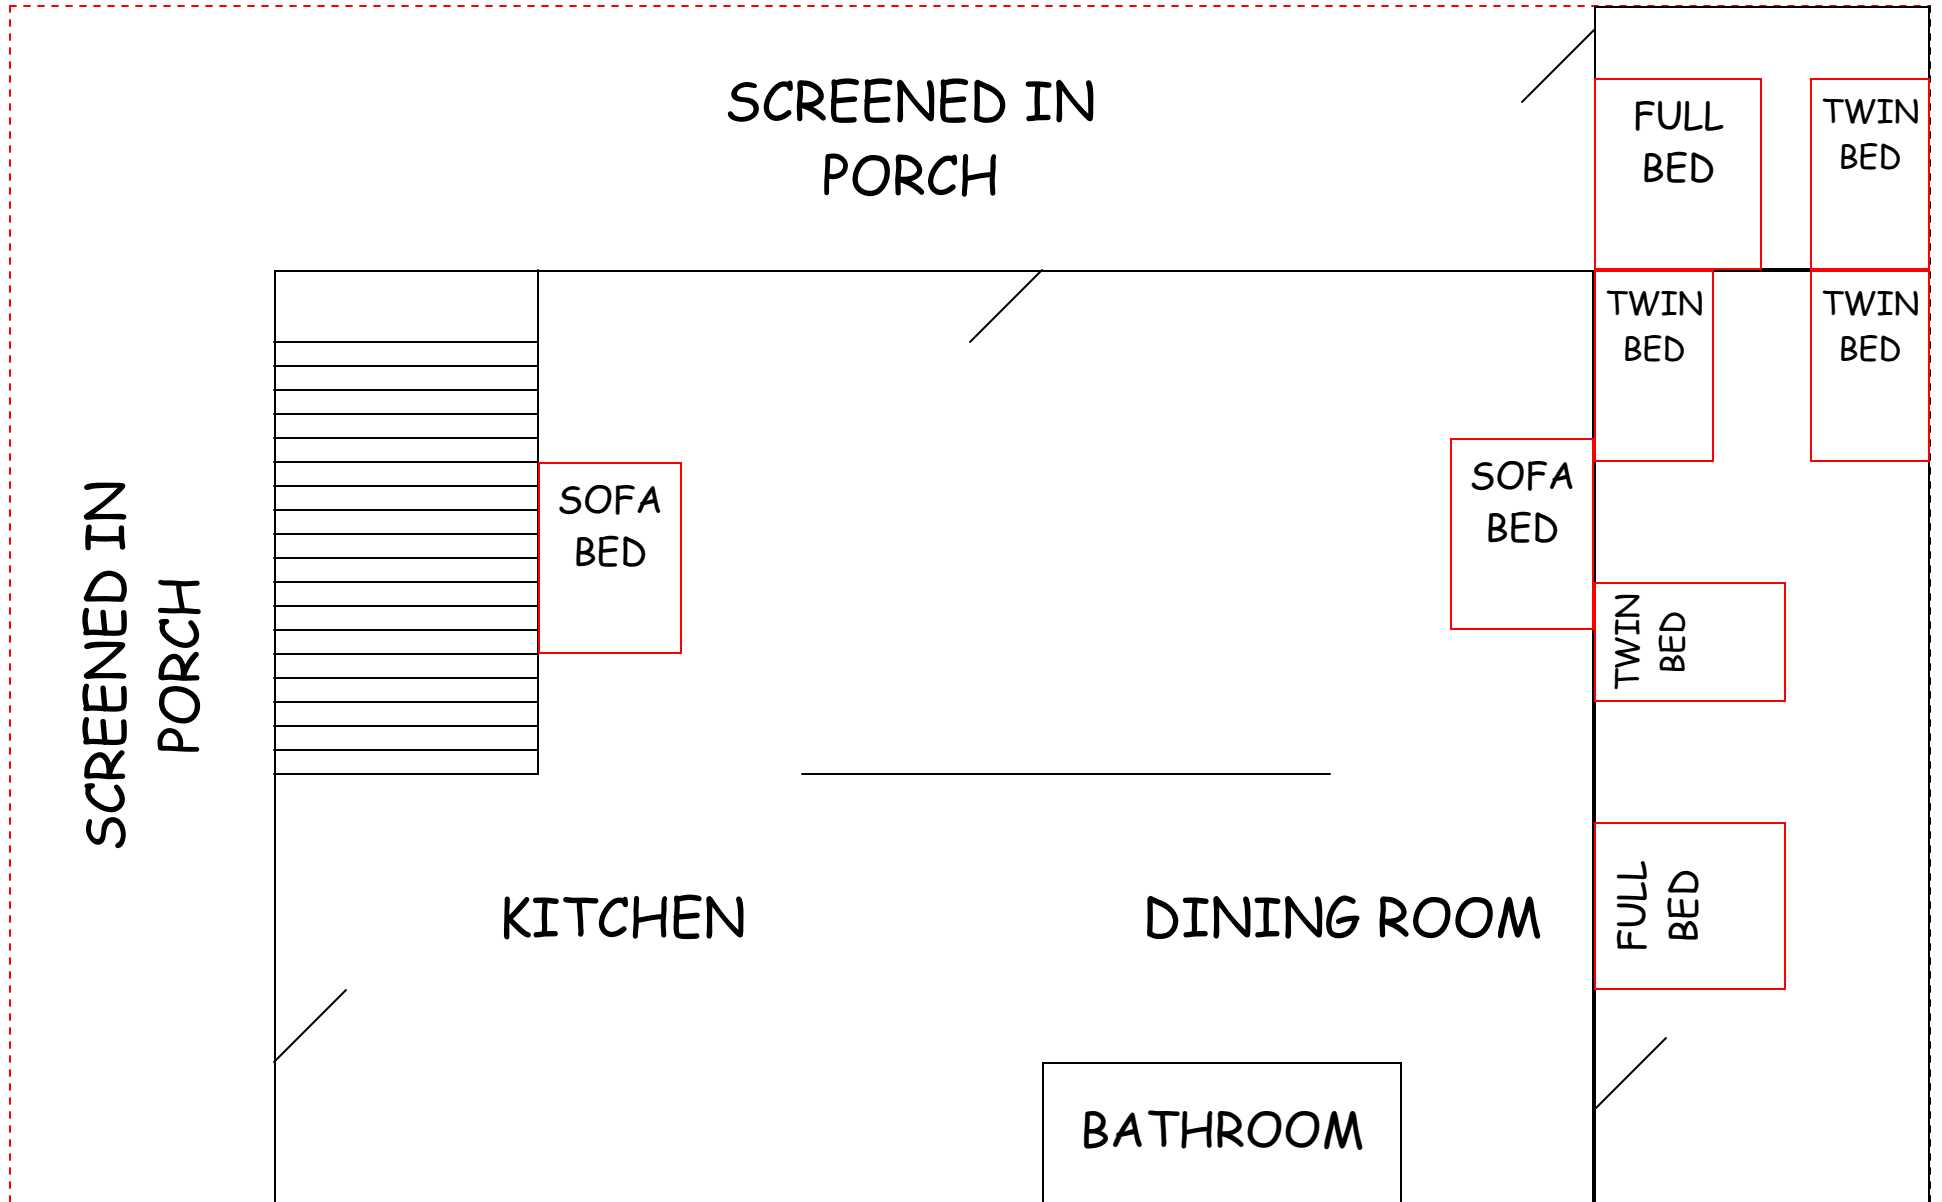 SCREENED IN
PORCH
FULL
BED
TWIN
BED
TWIN
BED
TWIN
BED
SOFA
BED
SOFA
BED
SCREENED IN
PORCH
TWIN
BED
KITCHEN
DINING ROOM
FULL
BED
BATHROOM